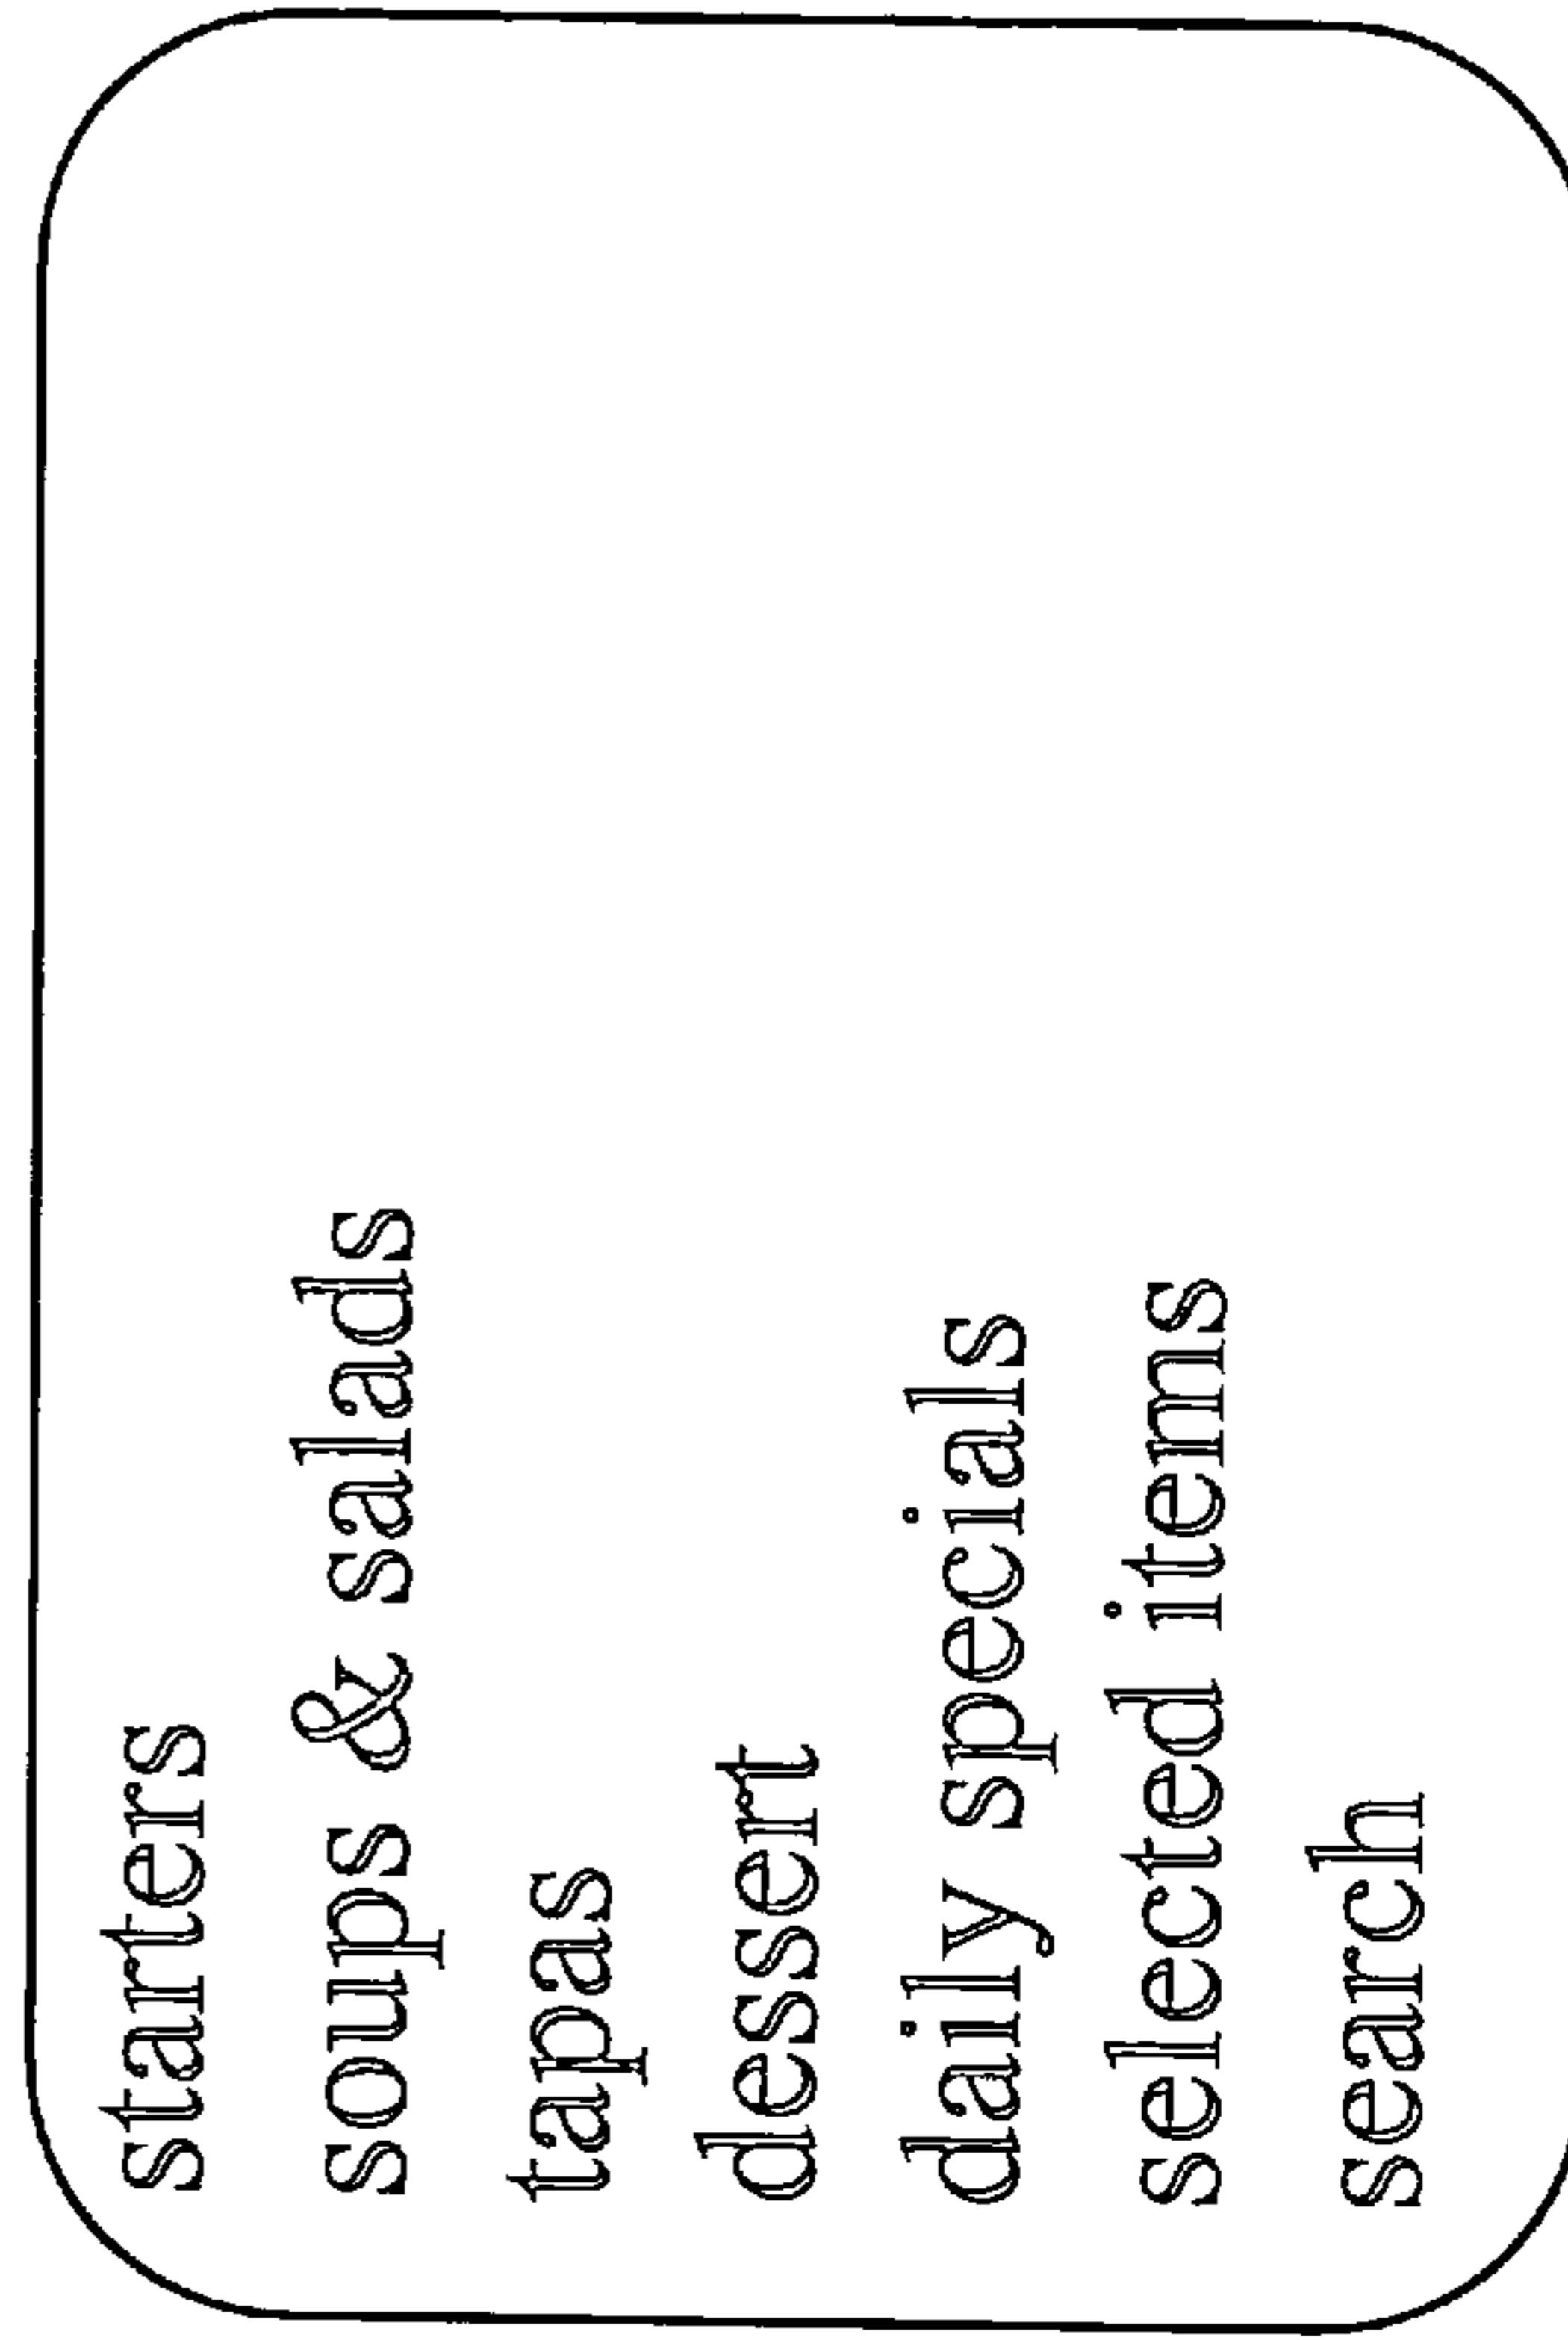 starters
soups & salads
tapas
dessert
daily specials
selected items
search